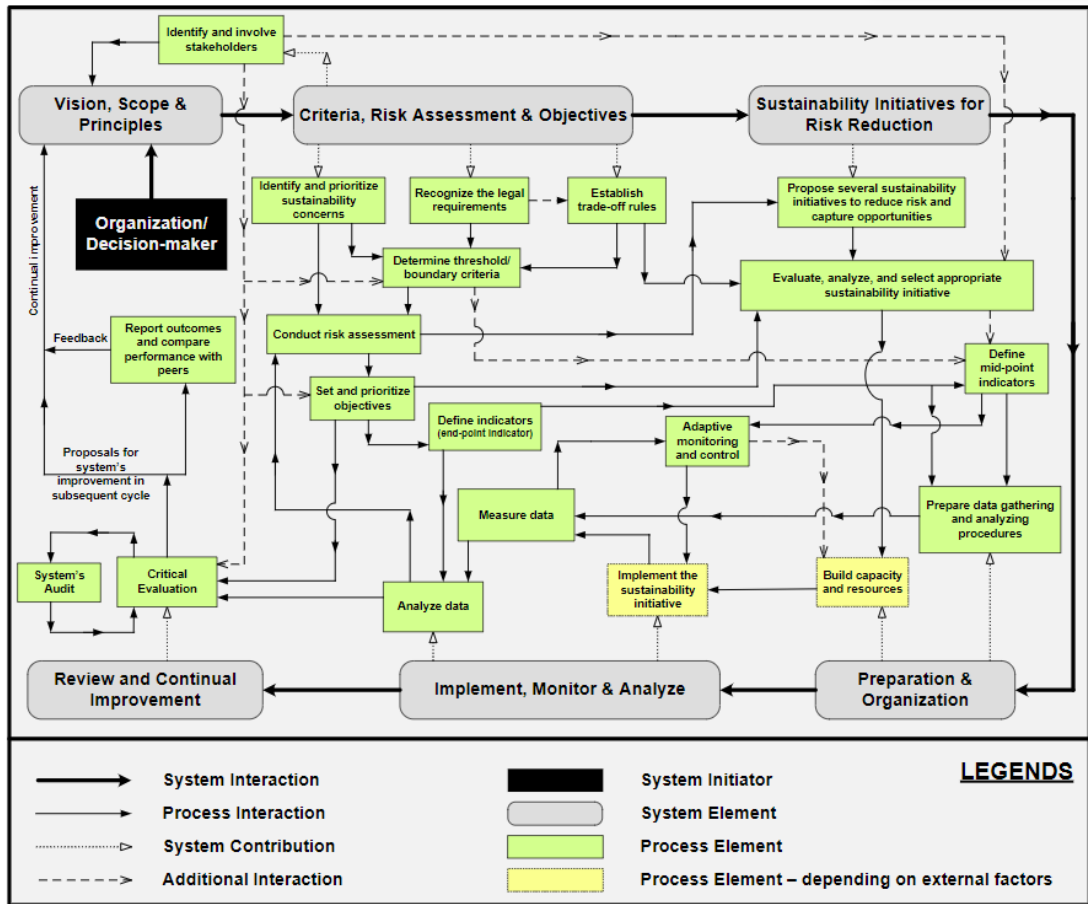 Identify and involve
stakeholders
Vision, Scope &
Principles
Criteria, Risk Assessment & Objectives
Sustainability Initiatives for
Risk Reduction
Organization/
Decision-maker
Identify and prioritize
sustainability
concerns
Recognize the legal
requirements
Establish
trade-off rules
Propose several sustainability
initiatives to reduce risk and
capture opportunities
Determine threshold/
boundary criteria
Evaluate, analyze, and select appropriate
sustainability initiative
Continual improvement
Feedback
Report outcomes
and compare
performance with
peers
Conduct risk assessment
Define
mid-point
indicators
Set and prioritize
objectives
Define indicators
(end-point indicator)
Adaptive
monitoring
and control
Proposals for
system's
improvement in
subsequent cycle
Measure data
Prepare data gathering
and analyzing
procedures
System's
Audit
Critical
Evaluation
Analyze data
Implement the
sustainability
initiative
Build capacity
and resources
Review and Continual
Improvement
Implement, Monitor & Analyze
Preparation &
Organization
LEGENDS
System Interaction
System Initiator
Process Interaction
System Element
System Contribution
Process Element
Additional Interaction
Process Element – depending on external factors